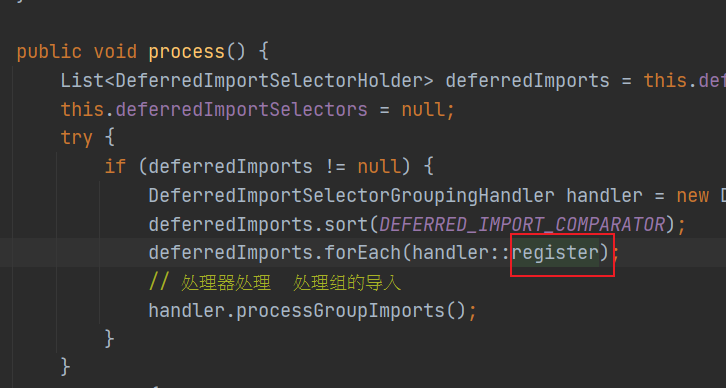 public void process() {
List<DeferredImportSelectorHolder> deferredImports = this.def
this.deferredImportSelectors = null;
try {
if (deferredImports != null) {
DeferredImportSelectorGroupingHandler handler = new D
deferredImports.sort(DEFERRED_IMPORT_COMPARATOR);
deferredImports.forEach(handler::register);
// 处理器处理  处理组的导入
handler.processGroupImports();
}
}